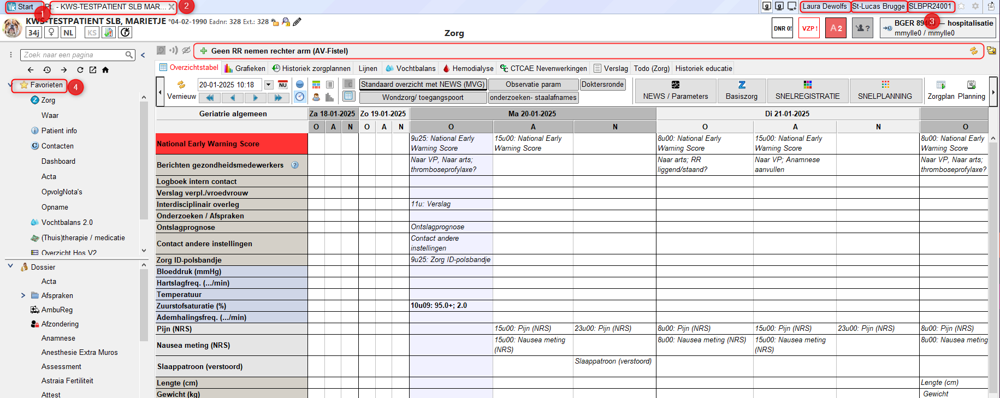 Start
Pt. - KWS-TESTPATIENT SLB MAR...
1
2
Laura Dewolfs
St-Lucas Brugge
SLBPR24001
KWS-TESTPATIENT SLB, MARIETJE °04-02-1990 Eadnr: 328 Ext.: 328
34j
NL
KS
Zorg
DNR 0!
VZP !
A 2
?
3
BGER 894 — hospitalisatie
mmylle0 / mmylle0
Zoek naar een pagina
Favorieten
4
Zorg
Waar
Patient info
Contacten
Dashboard
Acta
OpvolgNota's
Opname
Vochtbalans 2.0
(Thuis)therapie / medicatie
Overzicht Hos V2
Dossier
Acta
Afspraken
AmbuReg
Afzondering
Anamnese
Anesthesie Extra Muros
Assessment
Astraia Fertiliteit
Attest
Geen RR nemen rechter arm (AV-Fistel)
Overzichtstabel Grafieken Historiek zorgplannen Lijnen Vochtbalans Hemodialyse CTCAE Nevenwerkingen Verslag Todo (Zorg) Historiek educatie
Vernieuw
20-01-2025 10:18
NU
Standaard overzicht met NEWS (MVG) Observatie param Doktersronde
Wondzorg/ toegangspoort onderzoeken- staalafnames
NEWS / Parameters
Basiszorg
SNELREGISTRATIE
SNELPLANNING
Zorgplan
Planning
Geriatrie algemeen Za 18-01-2025 Zo 19-01-2025 Ma 20-01-2025 Di 21-01-2025
O A N O A N O A N O A N O
National Early Warning Score
9u25: National Early
Warning Score
15u00: National Early
Warning Score
8u00: National Early
Warning Score
15u00: National Early
Warning Score
8u00: National Early
Warning Score
Berichten gezondheidsmedewerkers ?
Naar VP, Naar arts;
thromboseprofylaxe?
Naar arts; RR
liggend/staand?
Naar VP; Anamnese
aanvullen
Naar VP, Naar arts;
thromboseprofylaxe?
Logboek intern contact
Verslag verpl./vroedvrouw
Interdisciplinair overleg 11u: Verslag
Onderzoeken / Afspraken
Ontslagprognose Ontslagprognose
Contact andere instellingen
Contact andere
instellingen
Zorg ID-polsbandje 9u25: Zorg ID-polsbandje
Bloeddruk (mmHg)
Hartslagfreq. (.../min)
Temperatuur
Zuurstofsaturatie (%) 10u09: 95.0+; 2.0
Ademhalingsfreq. (.../min)
Pijn (NRS) 15u00: Pijn (NRS) 23u00: Pijn (NRS) 8u00: Pijn (NRS) 15u00: Pijn (NRS) 23u00: Pijn (NRS) 8u00: Pijn (NRS)
Nausea meting (NRS)
15u00: Nausea meting
(NRS)
8u00: Nausea meting (NRS)
15u00: Nausea meting
(NRS)
8u00: Nausea meting
Slaappatroon (verstoord) Slaappatroon (verstoord)
Lengte (cm) Lengte (cm)
Gewicht (kg) Gewicht